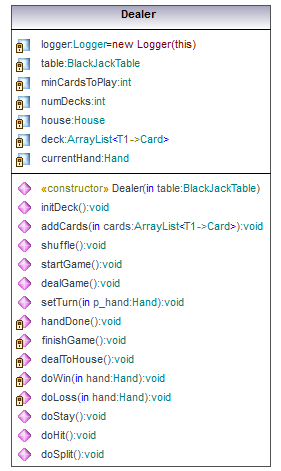 Dealer
logger:Logger=new Logger(this)
table:BlackJackTable
minCardsToPlay:int
numDecks:int
house:House
deck:ArrayList<T1->Card>
currentHand:Hand
«constructor» Dealer(in table:BlackJackTable)
initDeck():void
addCards(in cards:ArrayList<T1->Card>):void
shuffle():void
startGame():void
dealGame():void
setTurn(in p_hand:Hand):void
handDone():void
finishGame():void
dealToHouse():void
doWin(in hand:Hand):void
doLoss(in hand:Hand):void
doStay():void
doHit():void
doSplit():void